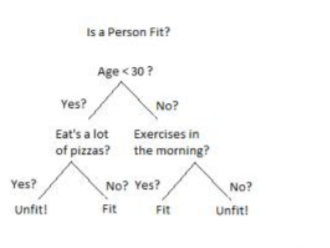 Is a Person Fit?
Age < 30 ?
Yes? No?
Eat's a lot Exercises in
of pizzas? the morning?
Yes? No? Yes? No?
Unfit! Fit Fit Unfit!